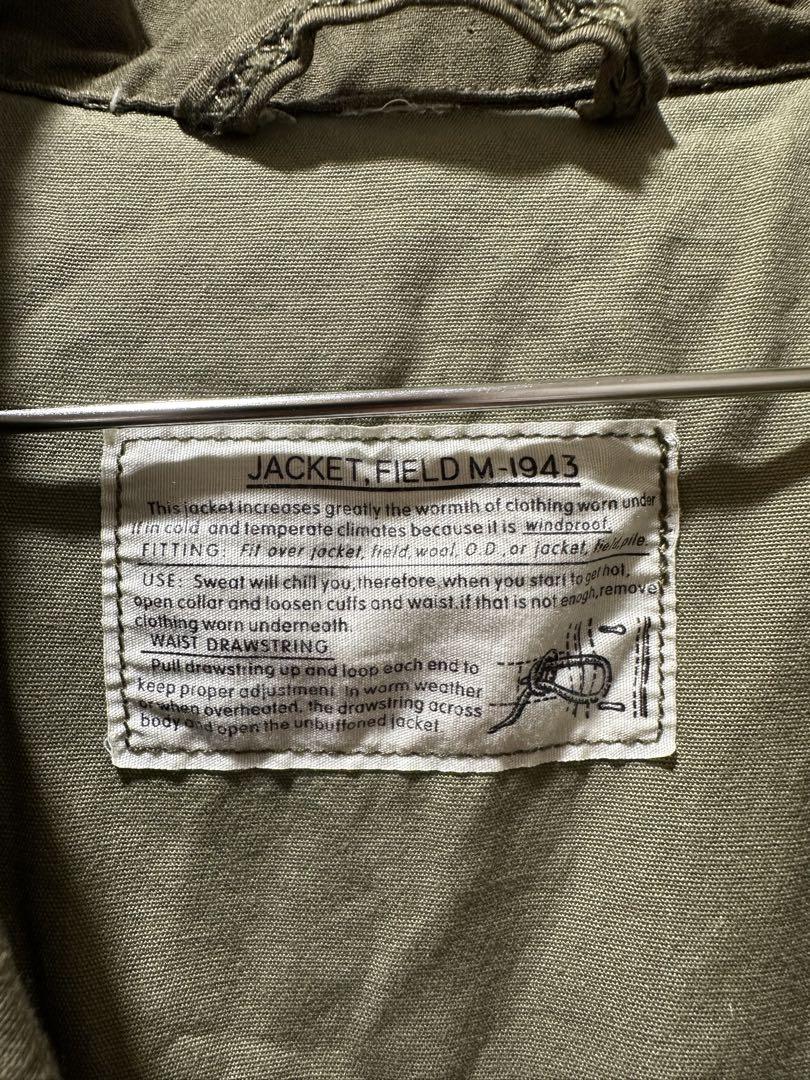 JACKET, FIELD M-1943
This jacket increases greatly the wormth of clothing worn under
it in cold and temperate climates because it is windproof.
FITTING: Fit over jacket, field, wool, O.D., or jacket, field, pile.
USE: Sweat will chill you, therefore, when you start to get hot,
open collar and loosen cuffs and waist. if that is not enogh, remove
clothing warn underneath
WAIST DRAWSTRING
Pull drawstring up and loop each end to
keep proper adjustment. In warm weather
or when overheated, the drawstring across
body and open the unbuttoned jacket.